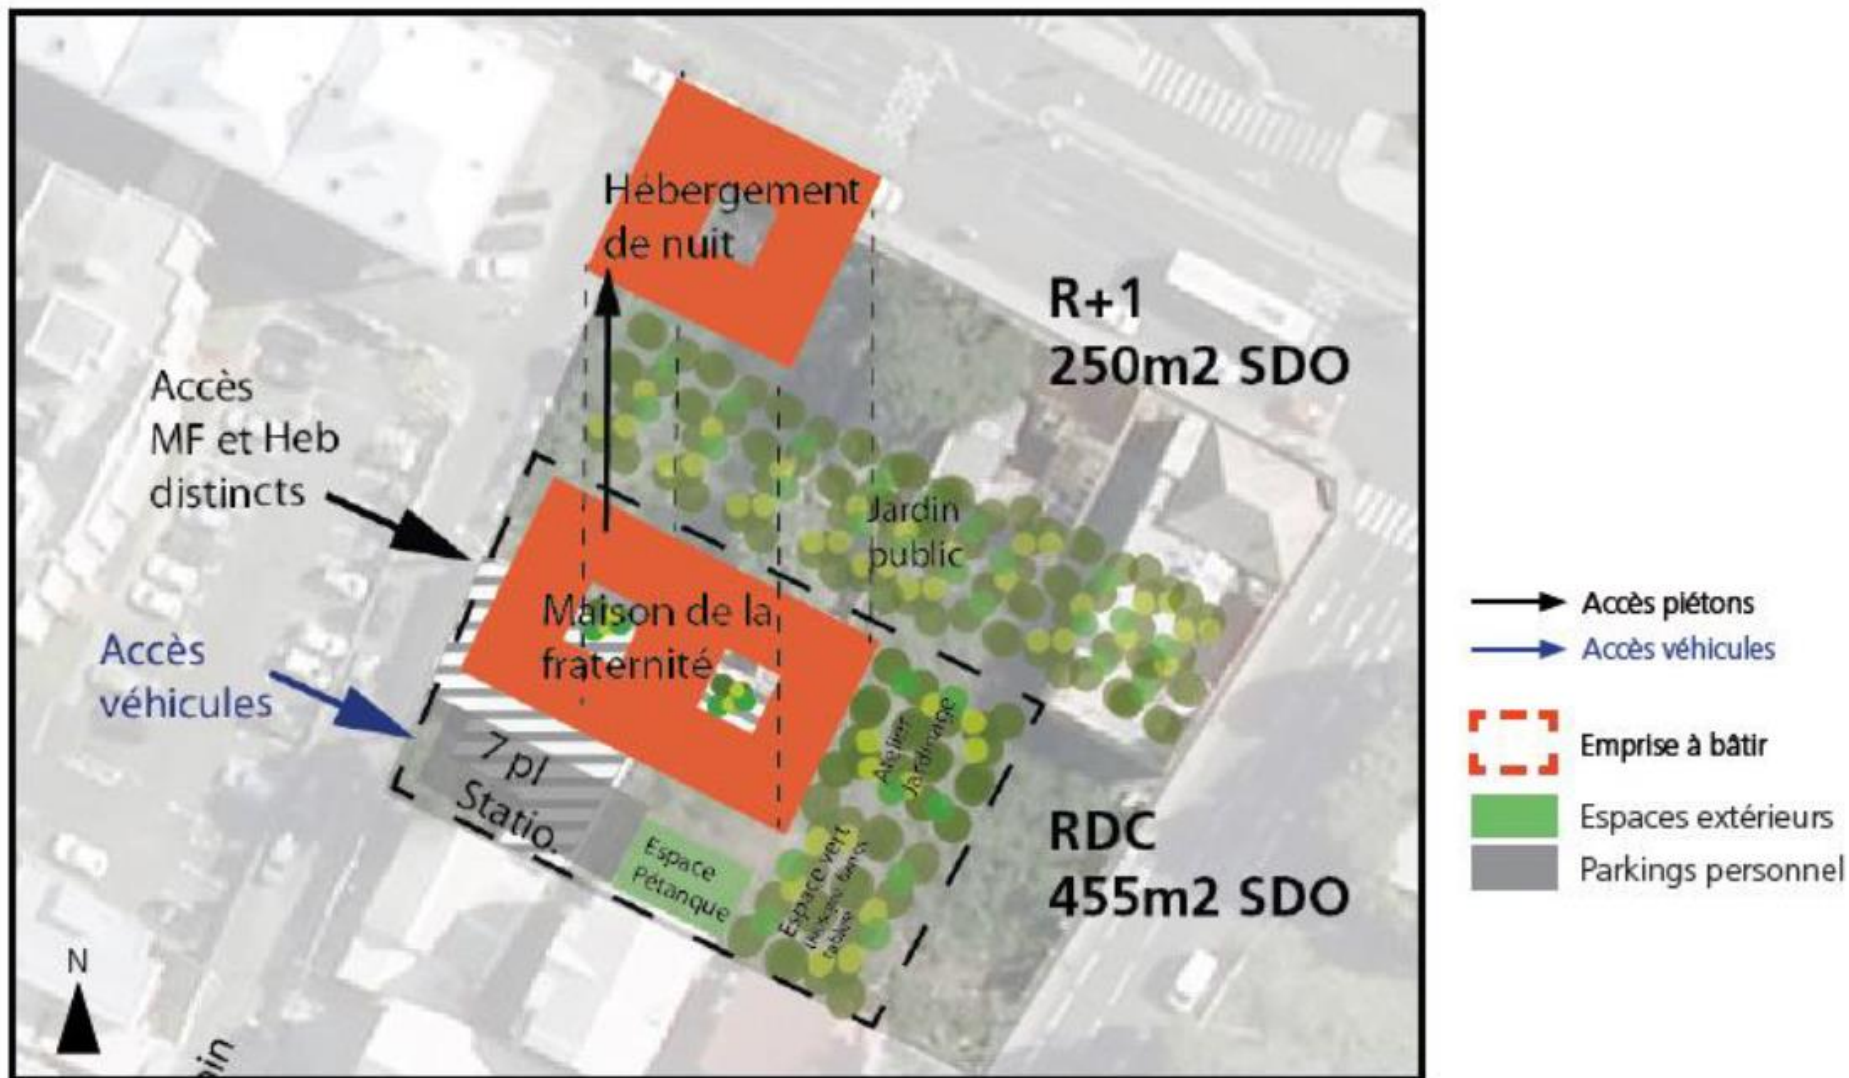 Hébergement
de nuit
R+1
250m2 SDO
Accès
MF et Heb
distincts
Jardin
public
Maison de la
fraternité
Accès
véhicules
7 pl
Statio.
Atelier
Jardinage
Espace
Pétanque
Espace vert
tables
RDC
455m2 SDO
N
ain
Accès piétons
Accès véhicules
Emprise à bâtir
Espaces extérieurs
Parkings personnel